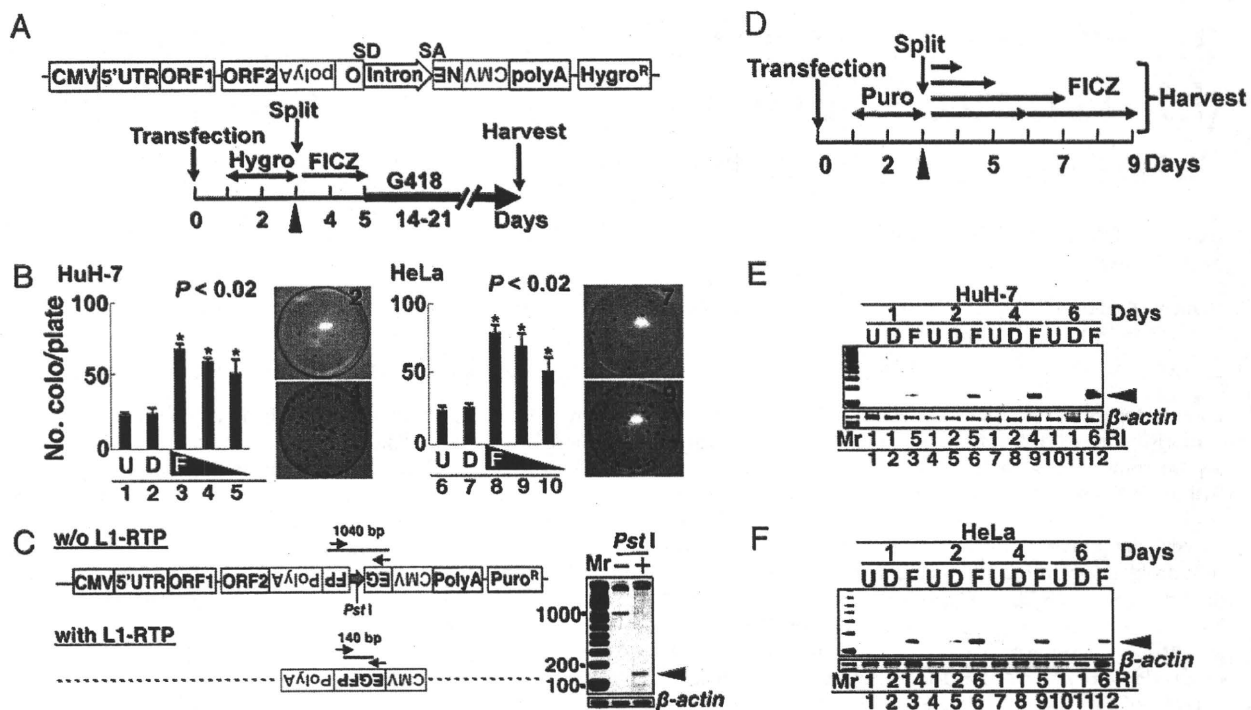 A
SD SA
CMV 5'UTR ORF1 ORF2 polyA O Intron NE CMV polyA Hygroᴿ
Split
Transfection Harvest
Hygro FICZ
G418
0 2 4 5 14-21 Days
B
HuH-7
P < 0.02
No. colo/plate
100
50
0
* * *
U D F
1 2 3 4 5
2
HeLa
P < 0.02
100
50
0
* * *
U D F
6 7 8 9 10
7
9
C
w/o L1-RTP
1040 bp
CMV 5'UTR ORF1 ORF2 PolyA FP EG CMV PolyA Puroᴿ
Pst I
with L1-RTP
140 bp
PolyA EGFP CMV
Pst I
Mr − +
1000
200
100
β-actin
D
Split
Transfection
Puro FICZ
Harvest
0 2 5 7 9 Days
E
HuH-7
1 2 4 6 Days
U D F U D F U D F U D F
β-actin
Mr 1 1 5 1 2 5 1 2 4 1 1 6 RI
1 2 3 4 5 6 7 8 9 10 11 12
F
HeLa
1 2 4 6 Days
U D F U D F U D F U D F
β-actin
Mr 1 2 14 1 2 6 1 1 5 1 1 6 RI
1 2 3 4 5 6 7 8 9 10 11 12